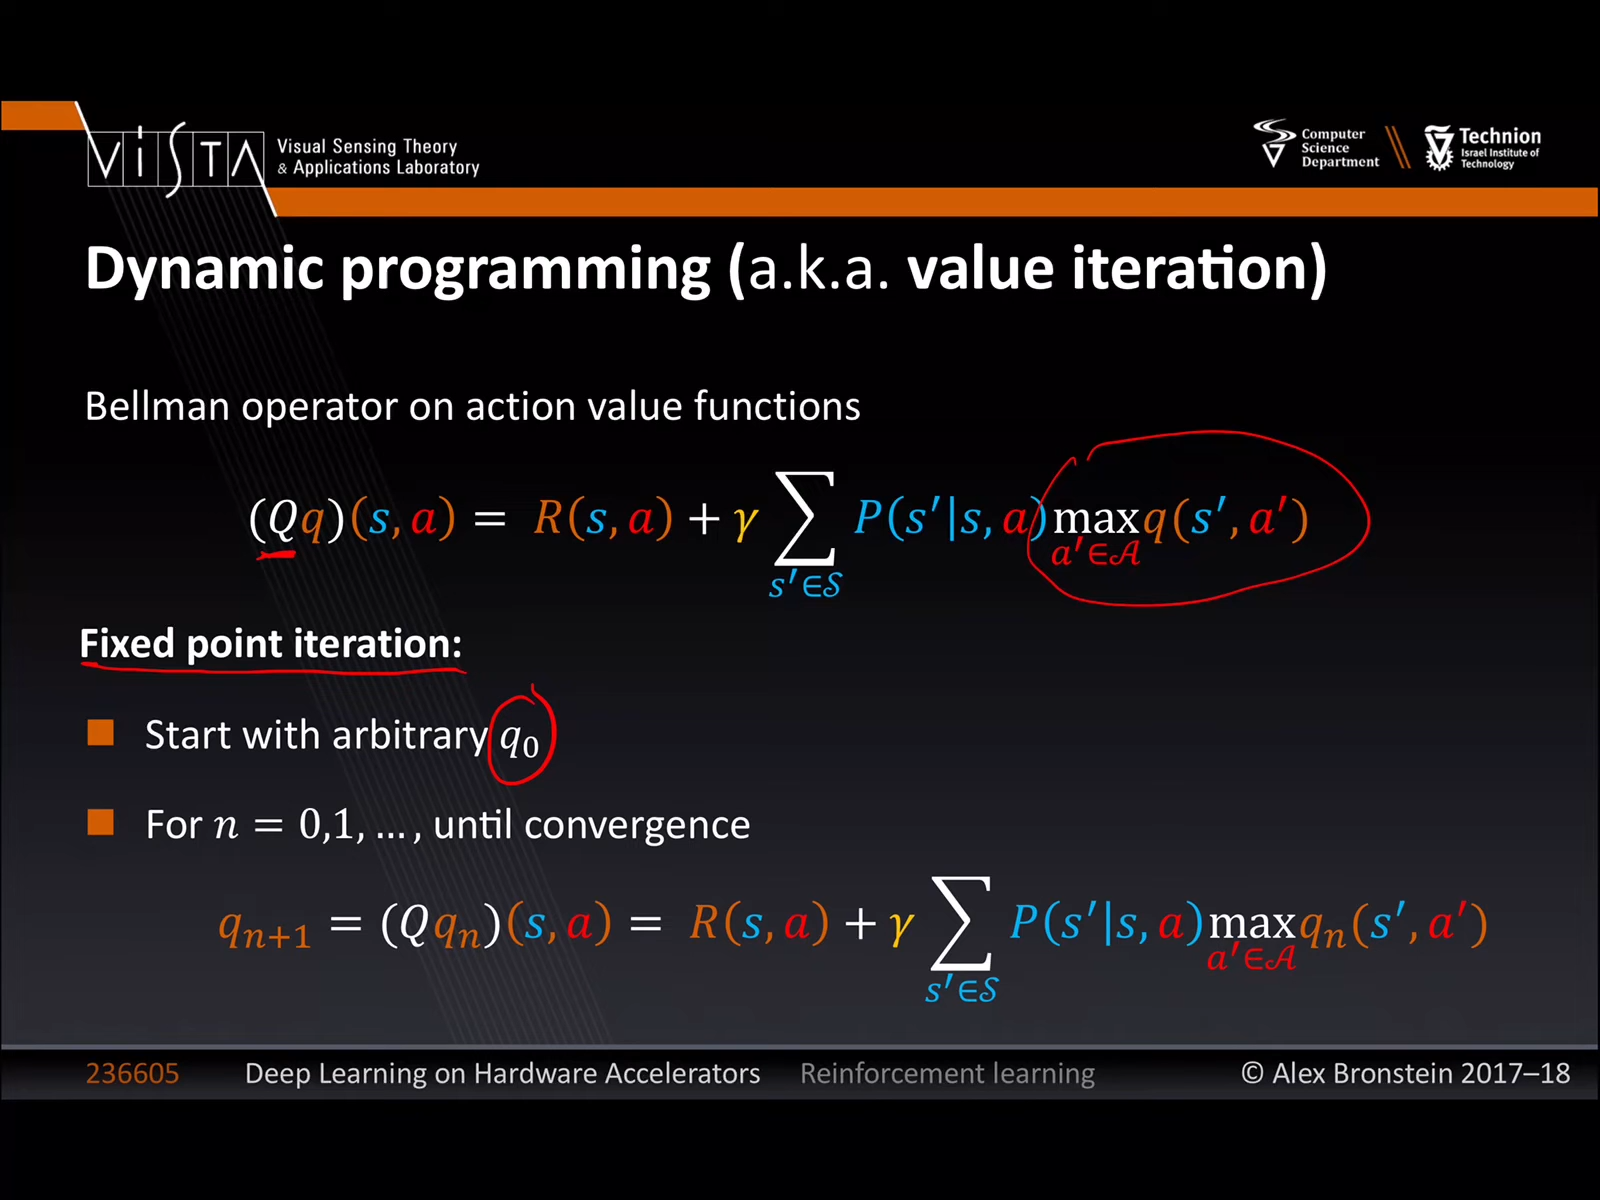 ViSTA
Visual Sensing Theory
& Applications Laboratory
Computer
Science
Department
Technion
Israel Institute of
Technology
Dynamic programming (a.k.a. value iteration)
Bellman operator on action value functions
(Qq)(s, a) = R(s, a) + γ ∑ P(s′|s, a) max q(s′, a′)
s′∈𝒮 a′∈𝒜
Fixed point iteration:
■ Start with arbitrary q₀
■ For n = 0,1, … , until convergence
qₙ₊₁ = (Qqₙ)(s, a) = R(s, a) + γ ∑ P(s′|s, a) max qₙ(s′, a′)
s′∈𝒮 a′∈𝒜
236605 Deep Learning on Hardware Accelerators Reinforcement learning © Alex Bronstein 2017–18